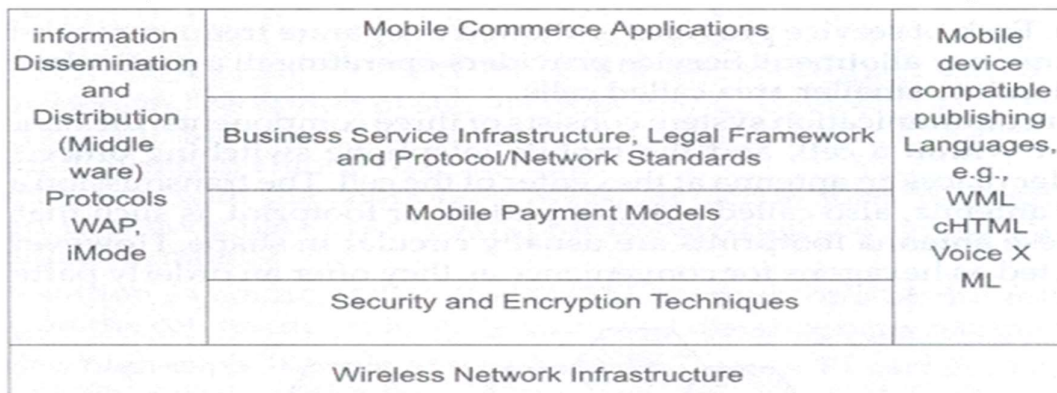 information
Dissemination
and
Distribution
(Middle
ware)
Protocols
WAP,
iMode
Mobile Commerce Applications
Business Service Infrastructure, Legal Framework
and Protocol/Network Standards
Mobile Payment Models
Security and Encryption Techniques
Mobile
device
compatible
publishing
Languages,
e.g.,
WML
cHTML
Voice X
ML
Wireless Network Infrastructure